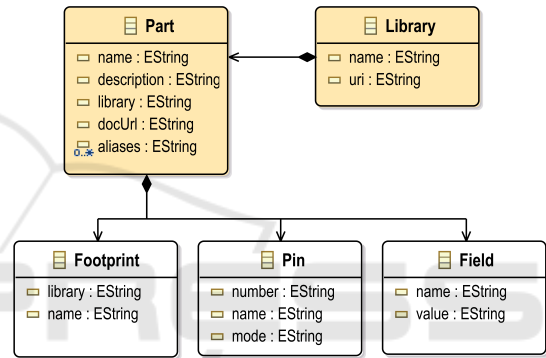 Part
name : EString
description : EString
library : EString
docUrl : EString
0..*
aliases : EString
Library
name : EString
uri : EString
Footprint
library : EString
name : EString
Pin
number : EString
name : EString
mode : EString
Field
name : EString
value : EString